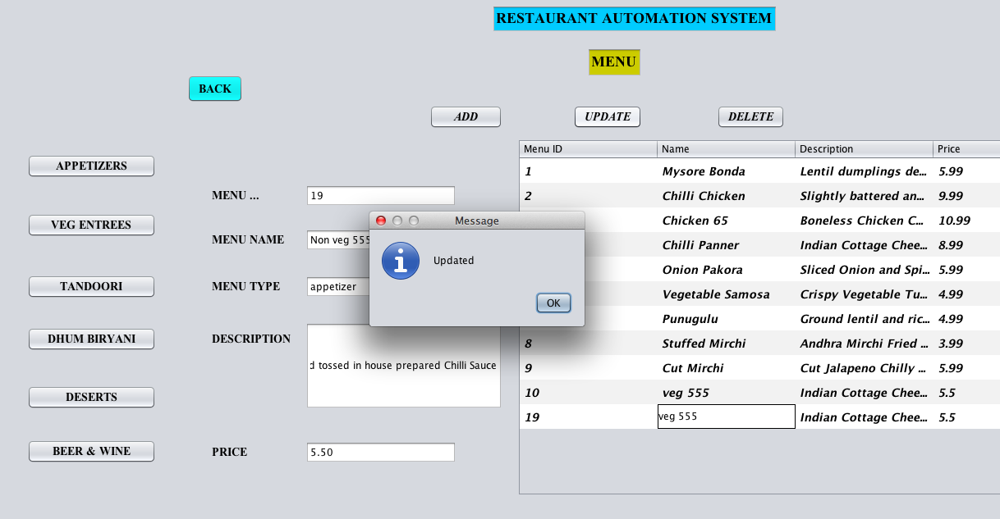 RESTAURANT AUTOMATION SYSTEM
MENU
BACK
ADD
UPDATE
DELETE
APPETIZERS
VEG ENTREES
TANDOORI
DHUM BIRYANI
DESERTS
BEER & WINE
MENU ...
19
MENU NAME
Non veg 555
MENU TYPE
appetizer
DESCRIPTION
d tossed in house prepared Chilli Sauce
PRICE
5.50
Message
Updated
OK
Menu ID Name Description Price
1 Mysore Bonda Lentil dumplings de... 5.99
2 Chilli Chicken Slightly battered an... 9.99
Chicken 65 Boneless Chicken C... 10.99
Chilli Panner Indian Cottage Chee... 8.99
Onion Pakora Sliced Onion and Spi... 5.99
Vegetable Samosa Crispy Vegetable Tu... 4.99
Punugulu Ground lentil and ric... 4.99
8 Stuffed Mirchi Andhra Mirchi Fried ... 3.99
9 Cut Mirchi Cut Jalapeno Chilly ... 5.99
10 veg 555 Indian Cottage Chee... 5.5
19 veg 555 Indian Cottage Chee... 5.5